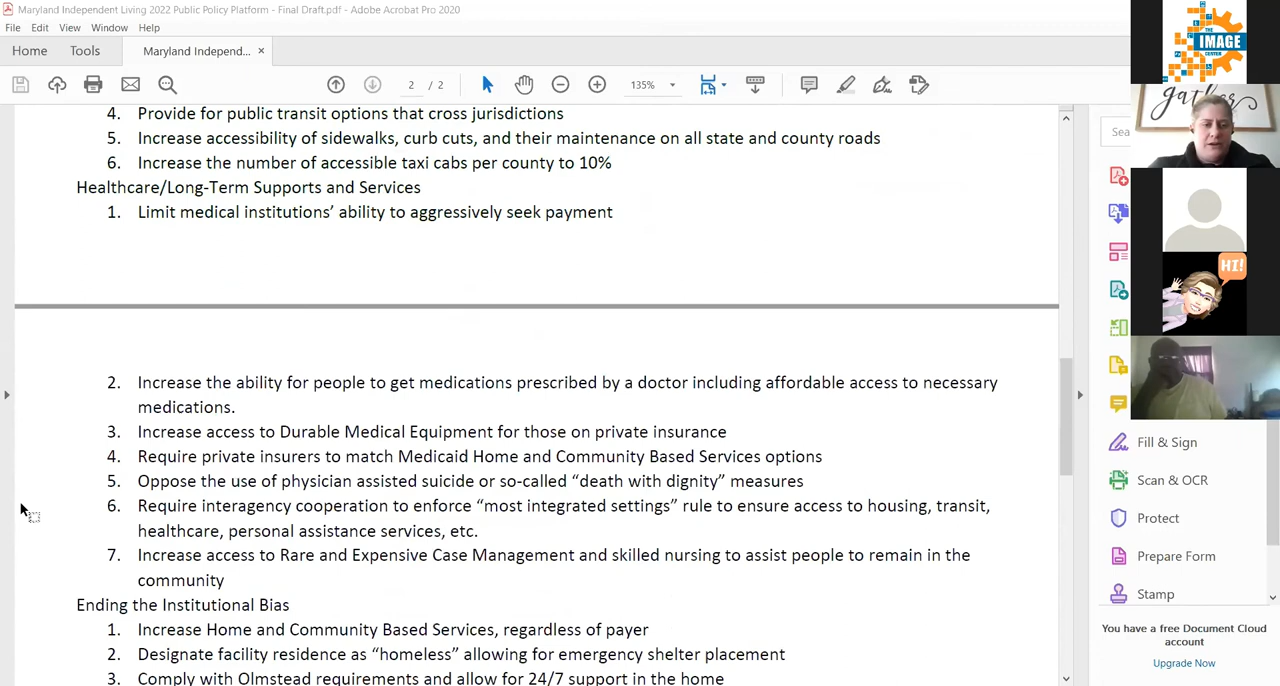 Maryland Independent Living 2022 Public Policy Platform - Final Draft.pdf - Adobe Acrobat Pro 2020
File Edit View Window Help
Home Tools Maryland Independ... ×
2 / 2 135%
4. Provide for public transit options that cross jurisdictions
5. Increase accessibility of sidewalks, curb cuts, and their maintenance on all state and county roads
6. Increase the number of accessible taxi cabs per county to 10%
Healthcare/Long-Term Supports and Services
1. Limit medical institutions’ ability to aggressively seek payment
2. Increase the ability for people to get medications prescribed by a doctor including affordable access to necessary
medications.
3. Increase access to Durable Medical Equipment for those on private insurance
4. Require private insurers to match Medicaid Home and Community Based Services options
5. Oppose the use of physician assisted suicide or so-called “death with dignity” measures
6. Require interagency cooperation to enforce “most integrated settings” rule to ensure access to housing, transit,
healthcare, personal assistance services, etc.
7. Increase access to Rare and Expensive Case Management and skilled nursing to assist people to remain in the
community
Ending the Institutional Bias
1. Increase Home and Community Based Services, regardless of payer
2. Designate facility residence as “homeless” allowing for emergency shelter placement
3. Comply with Olmstead requirements and allow for 24/7 support in the home
THE
IMAGE
CENTER
gather
Sea
HI!
Fill & Sign
Scan & OCR
Protect
Prepare Form
Stamp
You have a free Document Cloud
account
Upgrade Now